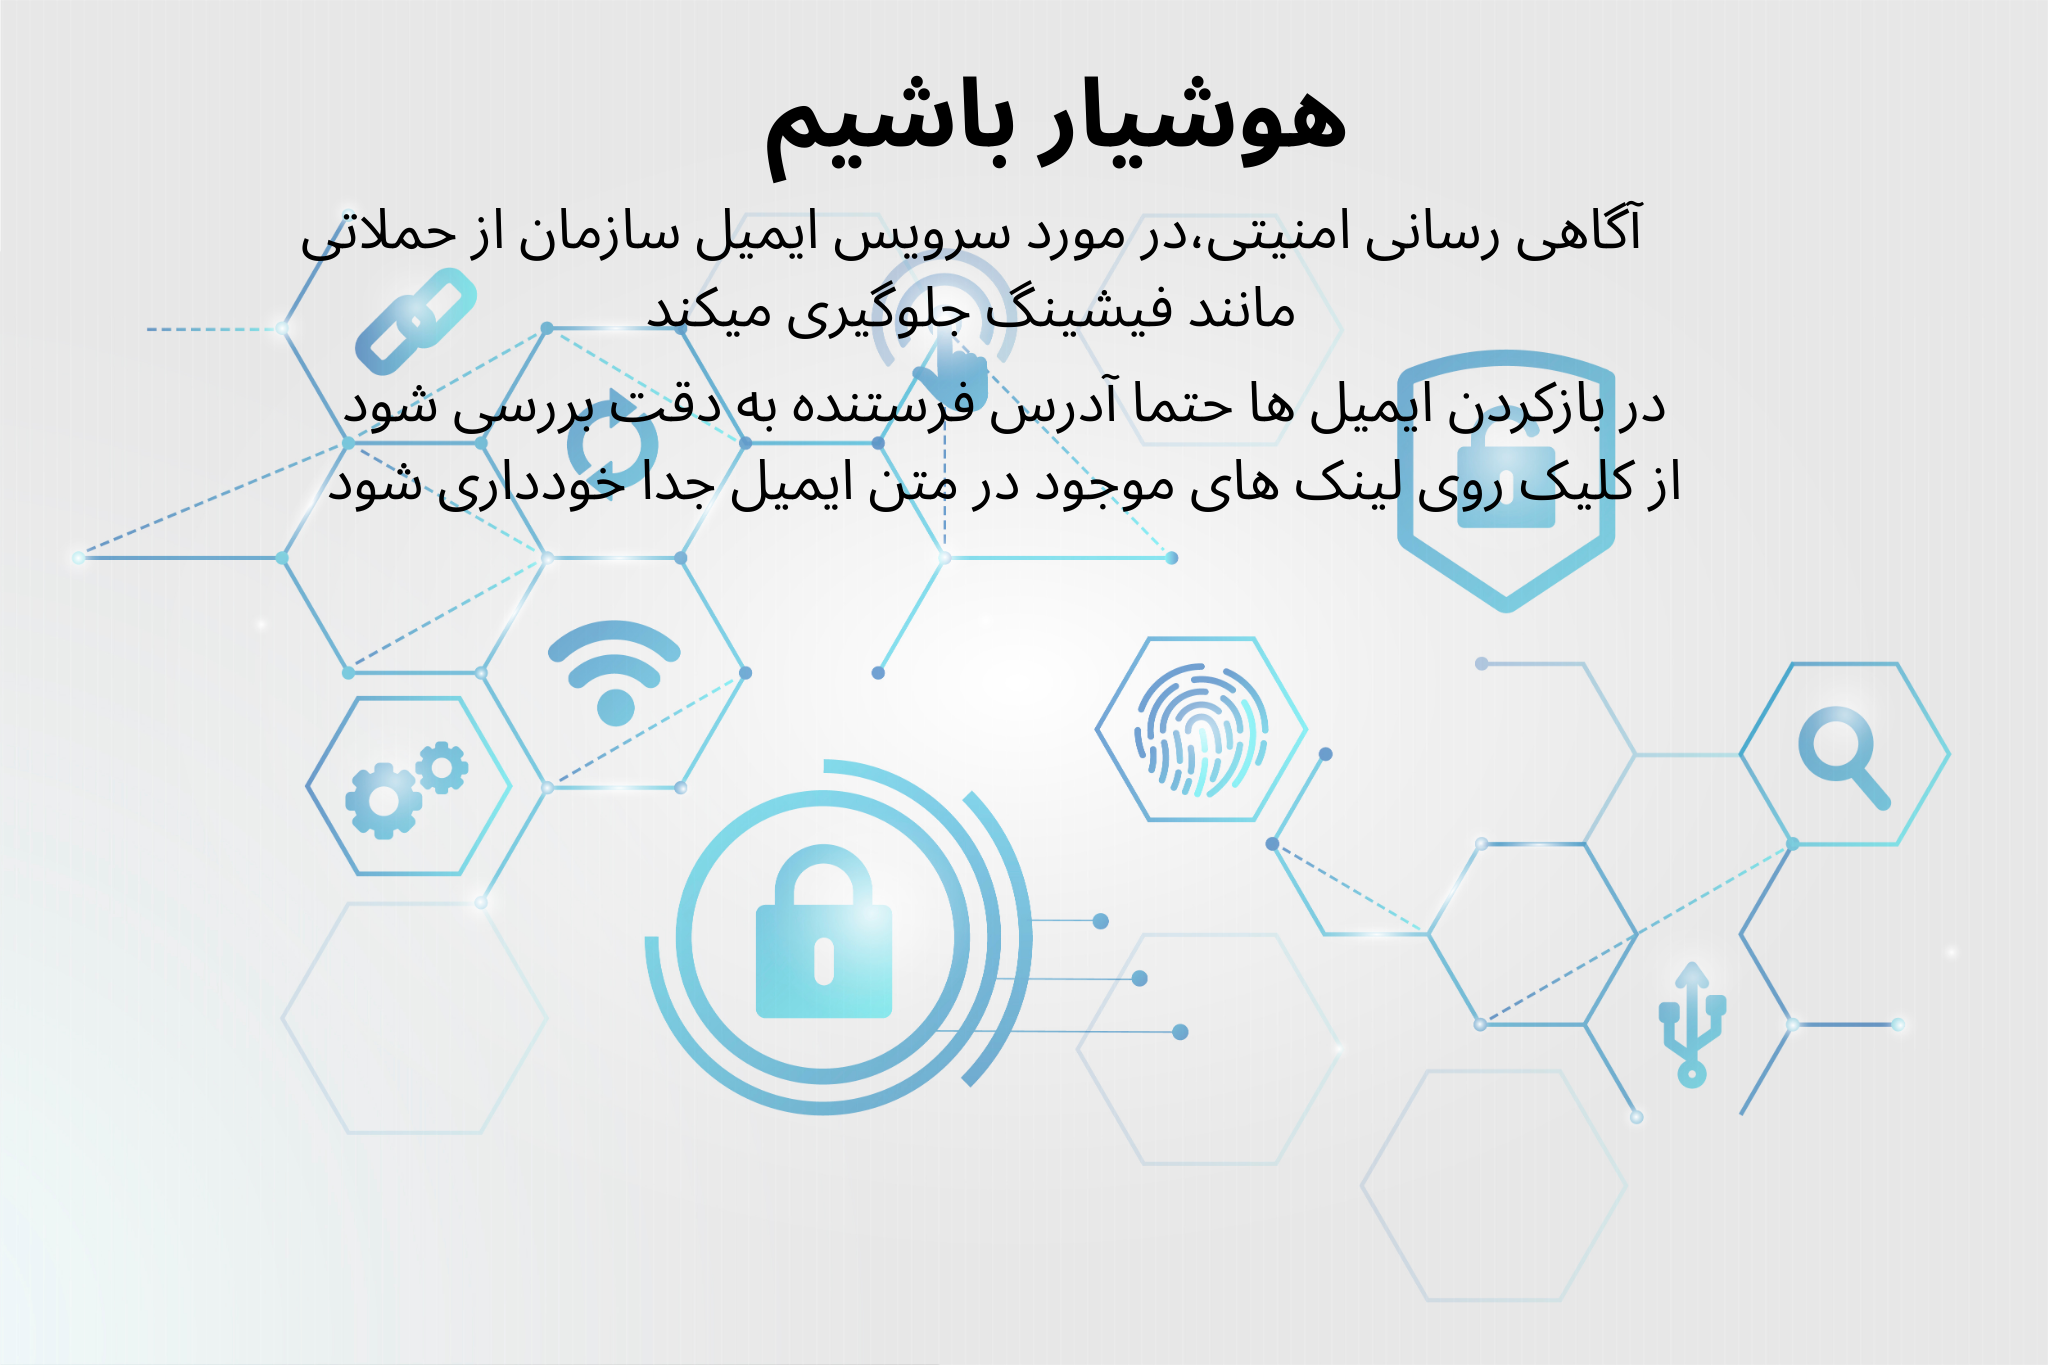 هوشیار باشیم
آگاهی رسانی امنیتی،در مورد سرویس ایمیل سازمان از حملاتی
مانند فیشینگ جلوگیری میکند
در بازکردن ایمیل ها حتما آدرس فرستنده به دقت بررسی شود
از کلیک روی لینک های موجود در متن ایمیل جدا خودداری شود